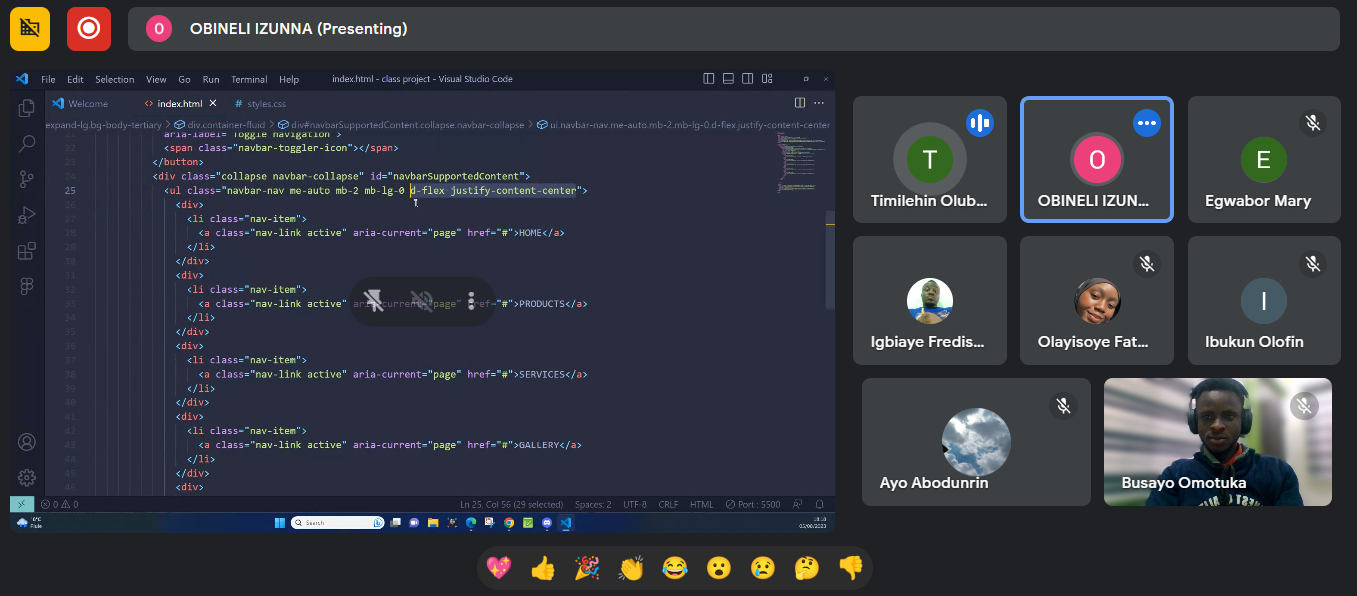 O OBINELI IZUNNA (Presenting)
File Edit Selection View Go Run Terminal Help index.html - class project - Visual Studio Code
Welcome <> index.html × # styles.css
expand-lg.bg-body-tertiary > div.container-fluid > div#navbarSupportedContent.collapse.navbar-collapse > ul.navbar-nav.me-auto.mb-2.mb-lg-0.d-flex.justify-content-center
aria-label="Toggle navigation">
22 <span class="navbar-toggler-icon"></span>
23 </button>
24 <div class="collapse navbar-collapse" id="navbarSupportedContent">
25 <ul class="navbar-nav me-auto mb-2 mb-lg-0 d-flex justify-content-center">
26 <div>
27 <li class="nav-item">
28 <a class="nav-link active" aria-current="page" href="#">HOME</a>
29 </li>
30 </div>
31 <div>
32 <li class="nav-item">
33 <a class="nav-link active" aria-current="page" href="#">PRODUCTS</a>
34 </li>
35 </div>
36 <div>
37 <li class="nav-item">
38 <a class="nav-link active" aria-current="page" href="#">SERVICES</a>
39 </li>
40 </div>
41 <div>
42 <li class="nav-item">
43 <a class="nav-link active" aria-current="page" href="#">GALLERY</a>
44 </li>
45 </div>
46 <div>
0 0 Ln 25, Col 56 (29 selected) Spaces: 2 UTF-8 CRLF HTML Port : 5500
Search
T
Timilehin Olub...
O
OBINELI IZUN...
E
Egwabor Mary
Igbiaye Fredis...
Olayisoye Fat...
I
Ibukun Olofin
Ayo Abodunrin
Busayo Omotuka